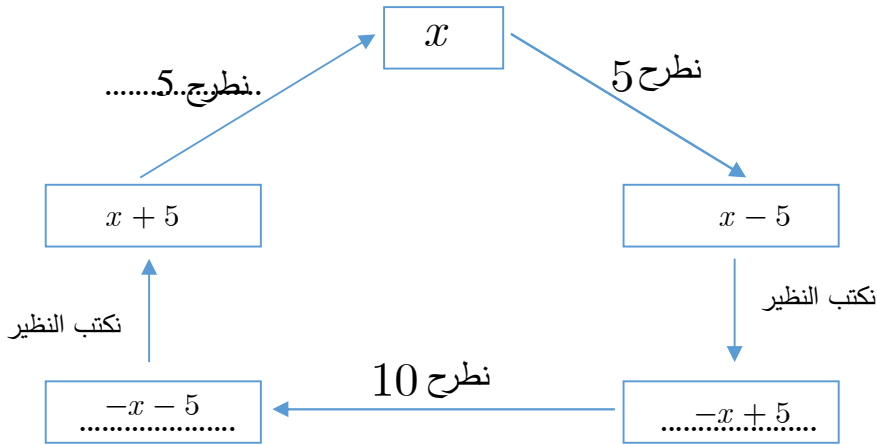 x
نطرح 5
نطرح 5
x + 5
x − 5
نكتب النظير
نكتب النظير
نطرح 10
−x − 5
....................
−x + 5
....................